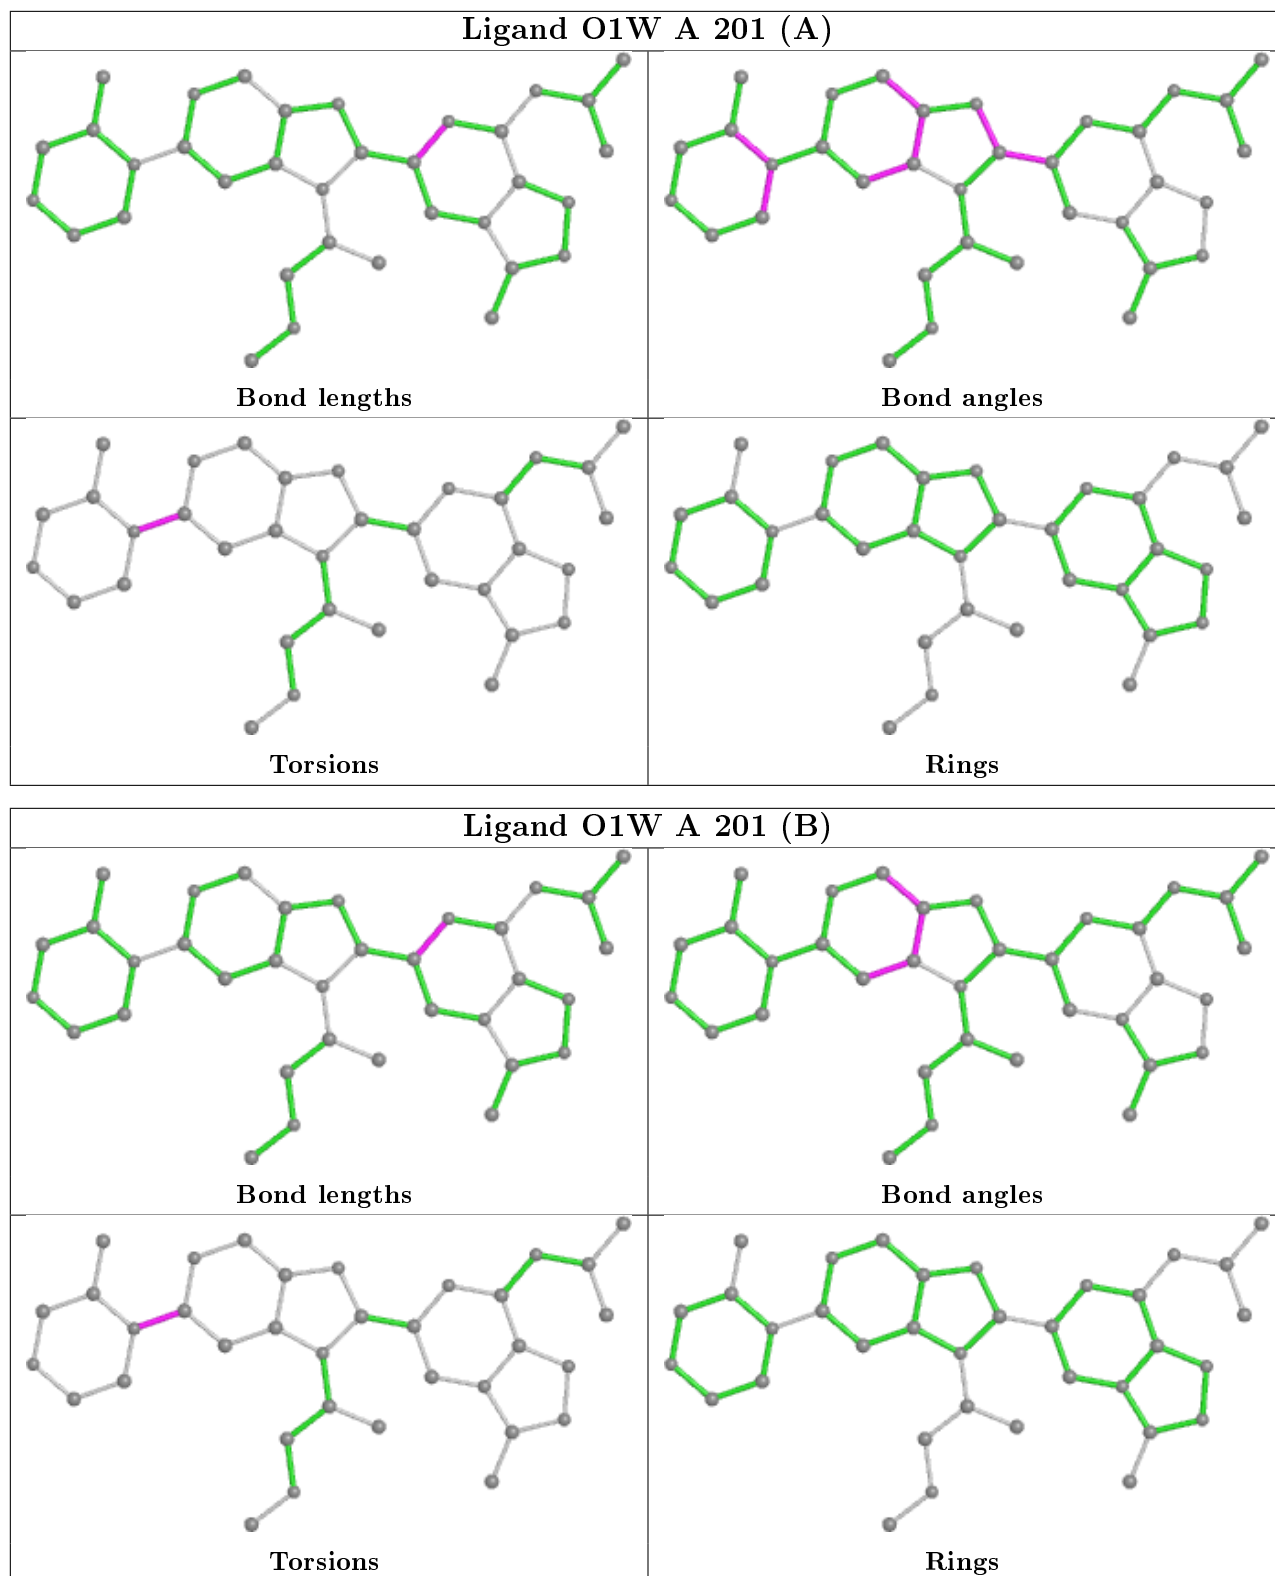 Ligand O1W A 201 (A)
Bond lengths
Bond angles
Torsions
Rings
Ligand O1W A 201 (B)
Bond lengths
Bond angles
Torsions
Rings